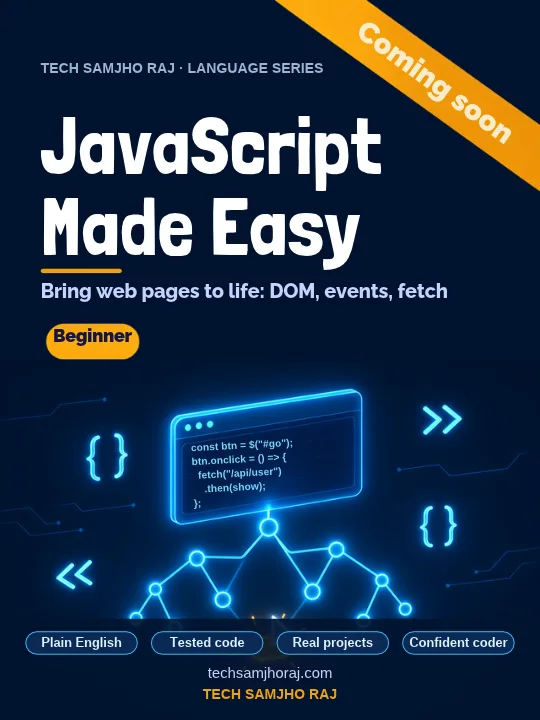 Coming soon
TECH SAMJHO RAJ · LANGUAGE SERIES
JavaScript
Made Easy
Bring web pages to life: DOM, events, fetch
Beginner
const btn = $("#go");
btn.onclick = () => {
fetch("/api/user")
.then(show);
};
{ }
>>
{ }
<<
Plain English
Tested code
Real projects
Confident coder
techsamjhoraj.com
TECH SAMJHO RAJ